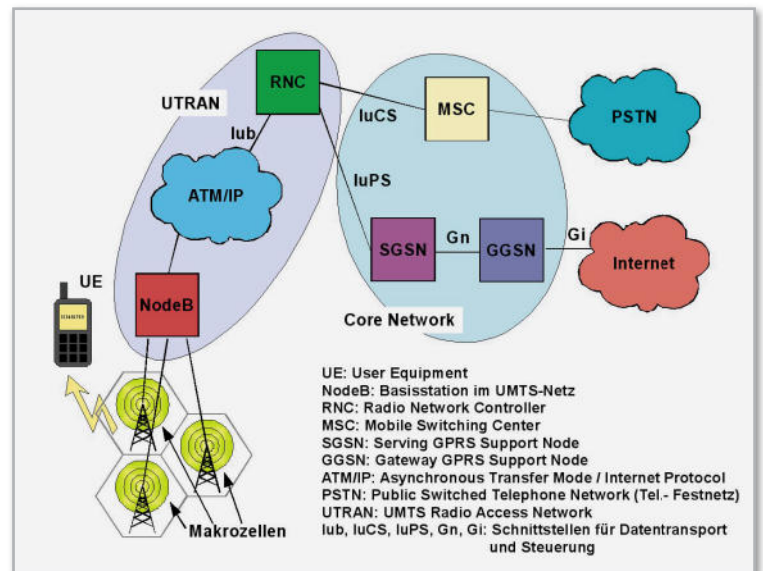 RNC
UTRAN
Iub
IuCS
MSC
PSTN
ATM/IP
IuPS
SGSN
Gn
GGSN
Gi
Internet
UE
NodeB
Core Network
Makrozellen
UE: User Equipment
NodeB: Basisstation im UMTS-Netz
RNC: Radio Network Controller
MSC: Mobile Switching Center
SGSN: Serving GPRS Support Node
GGSN: Gateway GPRS Support Node
ATM/IP: Asynchronous Transfer Mode / Internet Protocol
PSTN: Public Switched Telephone Network (Tel.- Festnetz)
UTRAN: UMTS Radio Access Network
Iub, IuCS, IuPS, Gn, Gi: Schnittstellen für Datentransport
und Steuerung